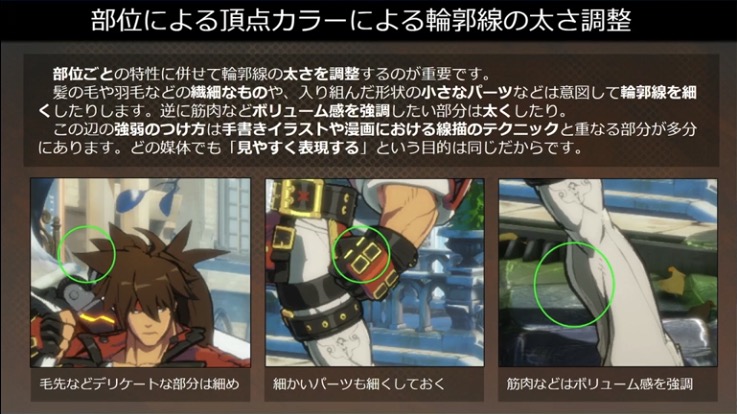 部位による頂点カラーによる輪郭線の太さ調整
部位ごとの特性に併せて輪郭線の太さを調整するのが重要です。
髪の毛や羽毛などの繊細なものや、入り組んだ形状の小さなパーツなどは意図して輪郭線を細
くしたりします。逆に筋肉などボリューム感を強調したい部分は太くしたり。
この辺の強弱のつけ方は手書きイラストや漫画における線描のテクニックと重なる部分が多分
にあります。どの媒体でも「見やすく表現する」という目的は同じだからです。
毛先などデリケートな部分は細め
細かいパーツも細くしておく
筋肉などはボリューム感を強調